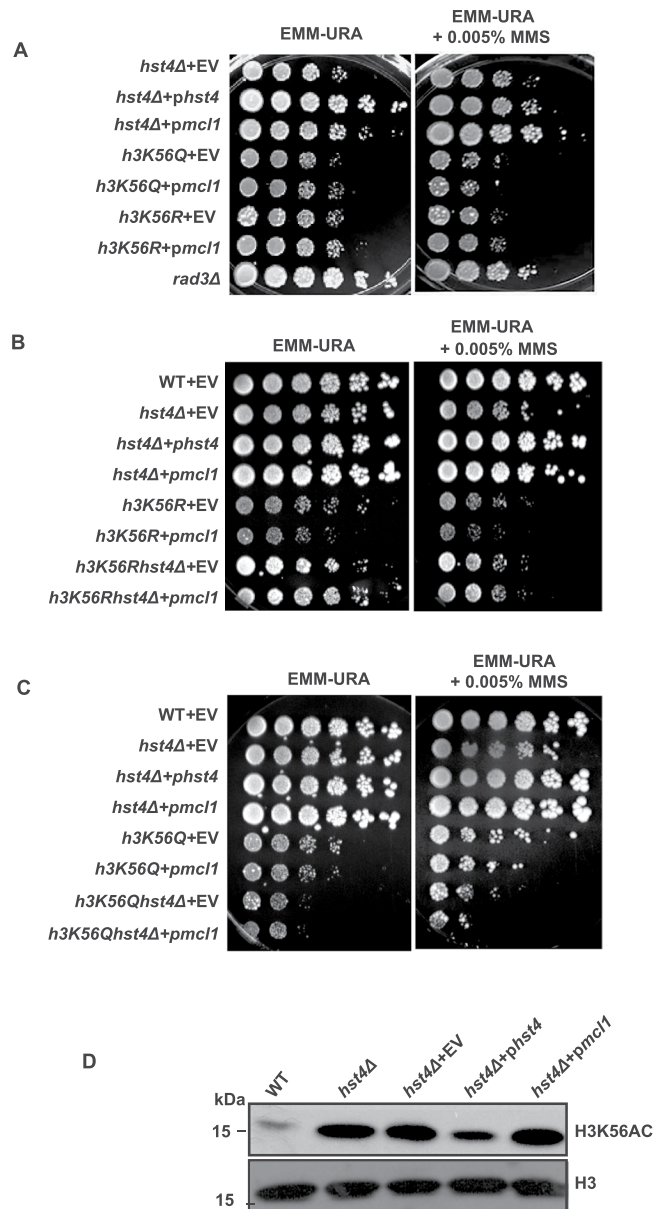 A
EMM-URA
EMM-URA
+ 0.005% MMS
hst4Δ+EV
hst4Δ+phst4
hst4Δ+pmcl1
h3K56Q+EV
h3K56Q+pmcl1
h3K56R+EV
h3K56R+pmcl1
rad3Δ
B
EMM-URA
EMM-URA
+ 0.005% MMS
WT+EV
hst4Δ+EV
hst4Δ+phst4
hst4Δ+pmcl1
h3K56R+EV
h3K56R+pmcl1
h3K56Rhst4Δ+EV
h3K56Rhst4Δ+pmcl1
C
EMM-URA
EMM-URA
+ 0.005% MMS
WT+EV
hst4Δ+EV
hst4Δ+phst4
hst4Δ+pmcl1
h3K56Q+EV
h3K56Q+pmcl1
h3K56Qhst4Δ+EV
h3K56Qhst4Δ+pmcl1
D
WT
hst4Δ
hst4Δ+EV
hst4Δ+phst4
hst4Δ+pmcl1
kDa
15 –
H3K56AC
H3
15 _